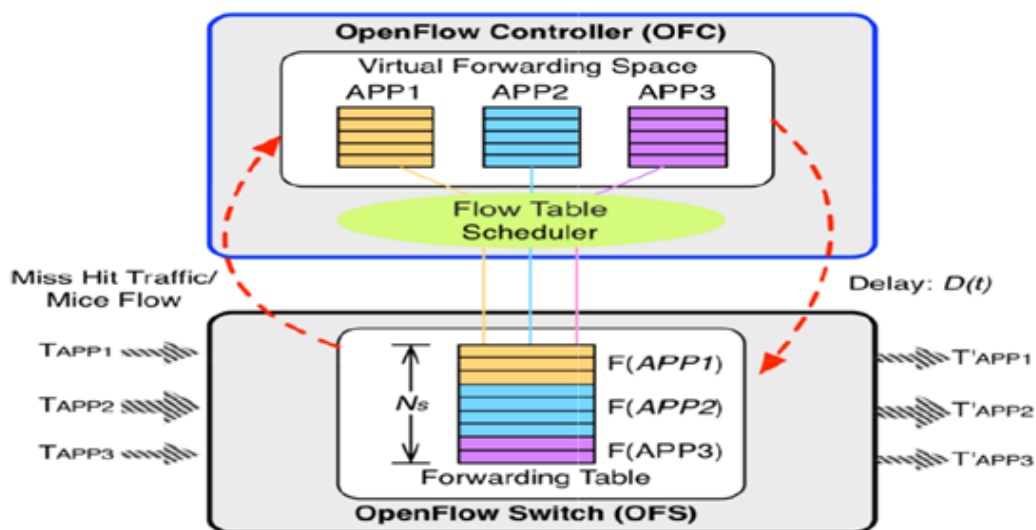 OpenFlow Controller (OFC)
Virtual Forwarding Space
APP1 APP2 APP3
Flow Table
Scheduler
Miss Hit Traffic/
Mice Flow
Delay: D(t)
TAPP1
TAPP2
TAPP3
Ns
F(APP1)
F(APP2)
F(APP3)
T'APP1
T'APP2
T'APP3
Forwarding Table
OpenFlow Switch (OFS)